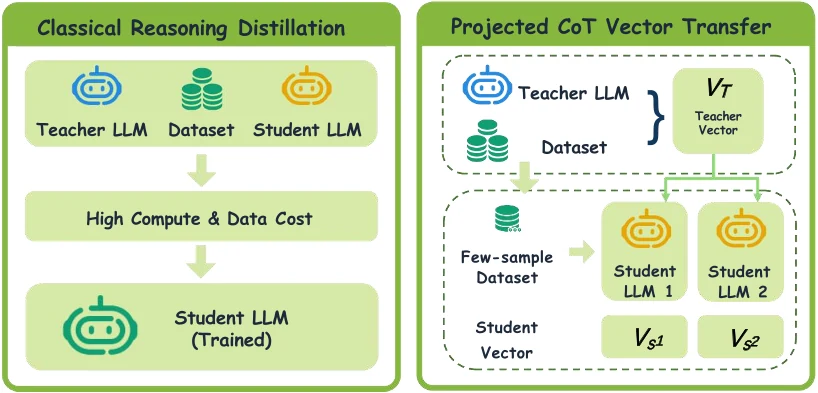 Classical Reasoning Distillation
Teacher LLM
Dataset
Student LLM
High Compute & Data Cost
Student LLM
(Trained)
Projected CoT Vector Transfer
Teacher LLM
Dataset
}
V_T
Teacher
Vector
Few-sample
Dataset
Student
LLM 1
Student
LLM 2
Student
Vector
V_S1
V_S2